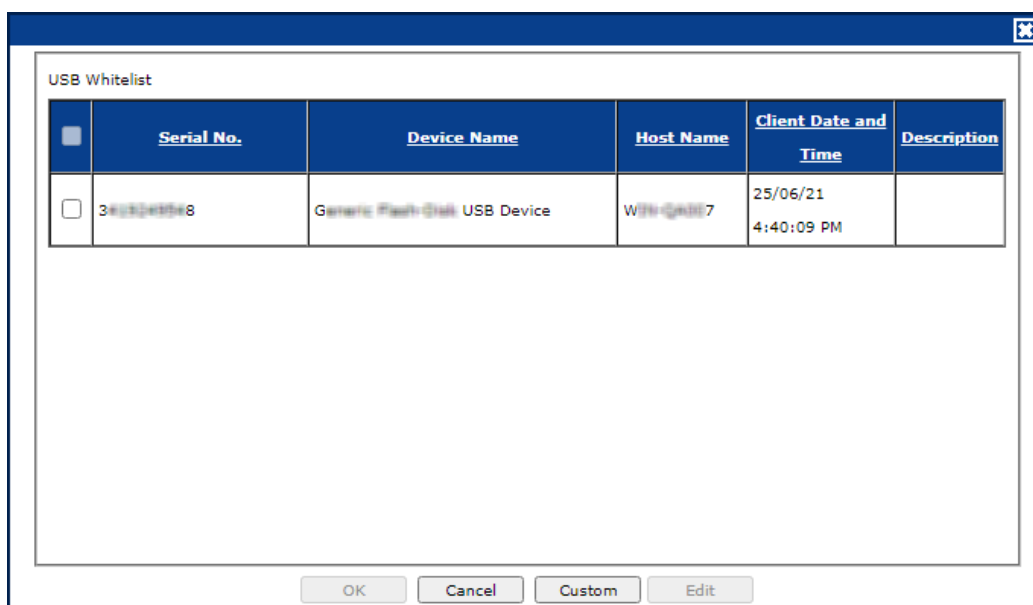 USB Whitelist
Serial No.
Device Name
Host Name
Client Date and
Time
Description
USB Device
25/06/21
4:40:09 PM
OK
Cancel
Custom
Edit